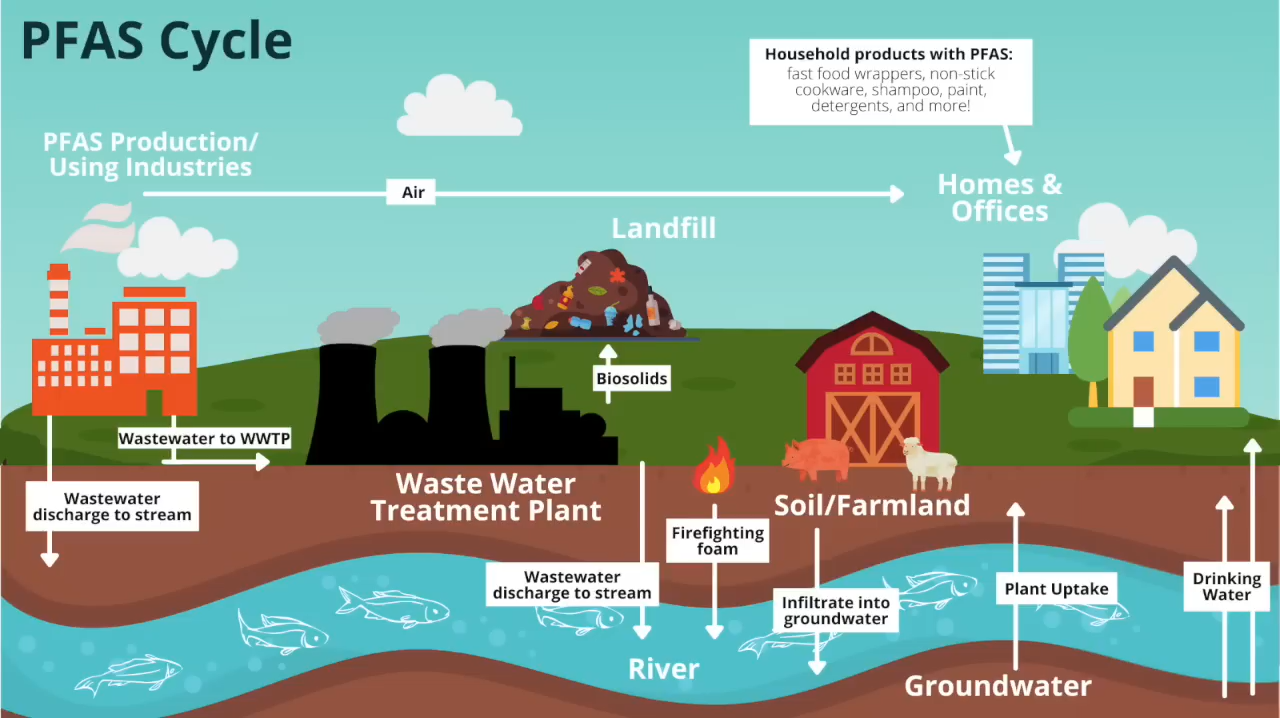 PFAS Cycle
Household products with PFAS:
fast food wrappers, non-stick
cookware, shampoo, paint,
detergents, and more!
PFAS Production/
Using Industries
Air
Homes &
Offices
Landfill
Biosolids
Wastewater to WWTP
Wastewater
discharge to stream
Waste Water
Treatment Plant
Soil/Farmland
Firefighting
foam
Wastewater
discharge to stream
Infiltrate into
groundwater
Plant Uptake
Drinking
Water
River
Groundwater